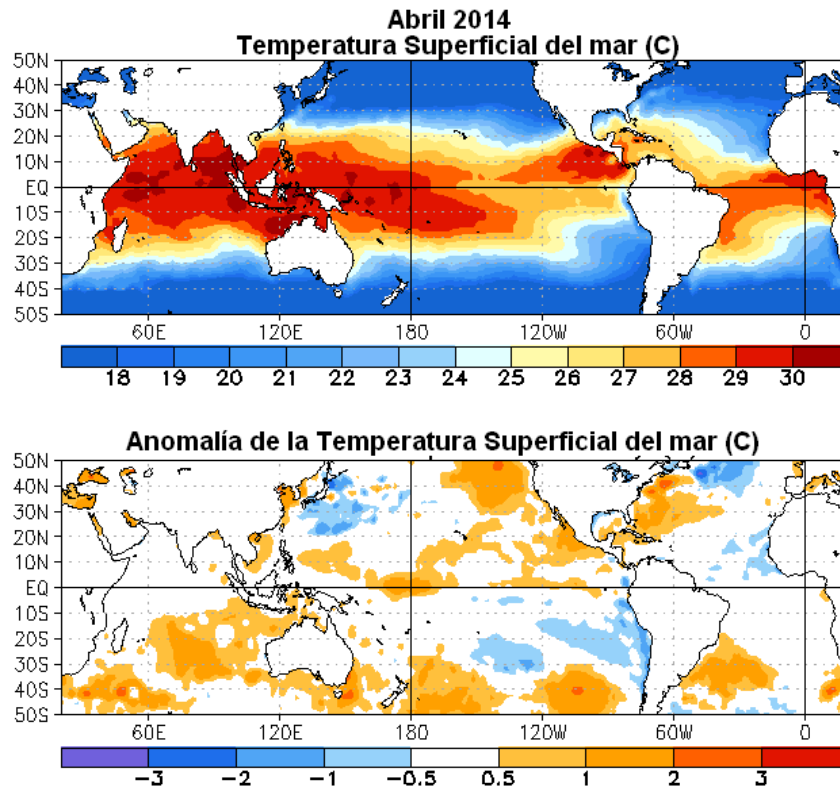 Abril 2014
Temperatura Superficial del mar (C)
50N
40N
30N
20N
10N
EQ
10S
20S
30S
40S
50S
60E 120E 180 120W 60W 0
18 19 20 21 22 23 24 25 26 27 28 29 30
Anomalía de la Temperatura Superficial del mar (C)
50N
40N
30N
20N
10N
EQ
10S
20S
30S
40S
50S
60E 120E 180 120W 60W 0
-3 -2 -1 -0.5 0.5 1 2 3